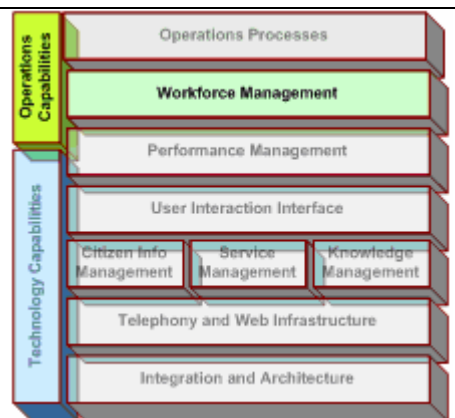 Operations
Capabilities
Operations Processes
Workforce Management
Performance Management
Technology Capabilities
User Interaction Interface
Citizen Info
Management
Service
Management
Knowledge
Management
Telephony and Web Infrastructure
Integration and Architecture